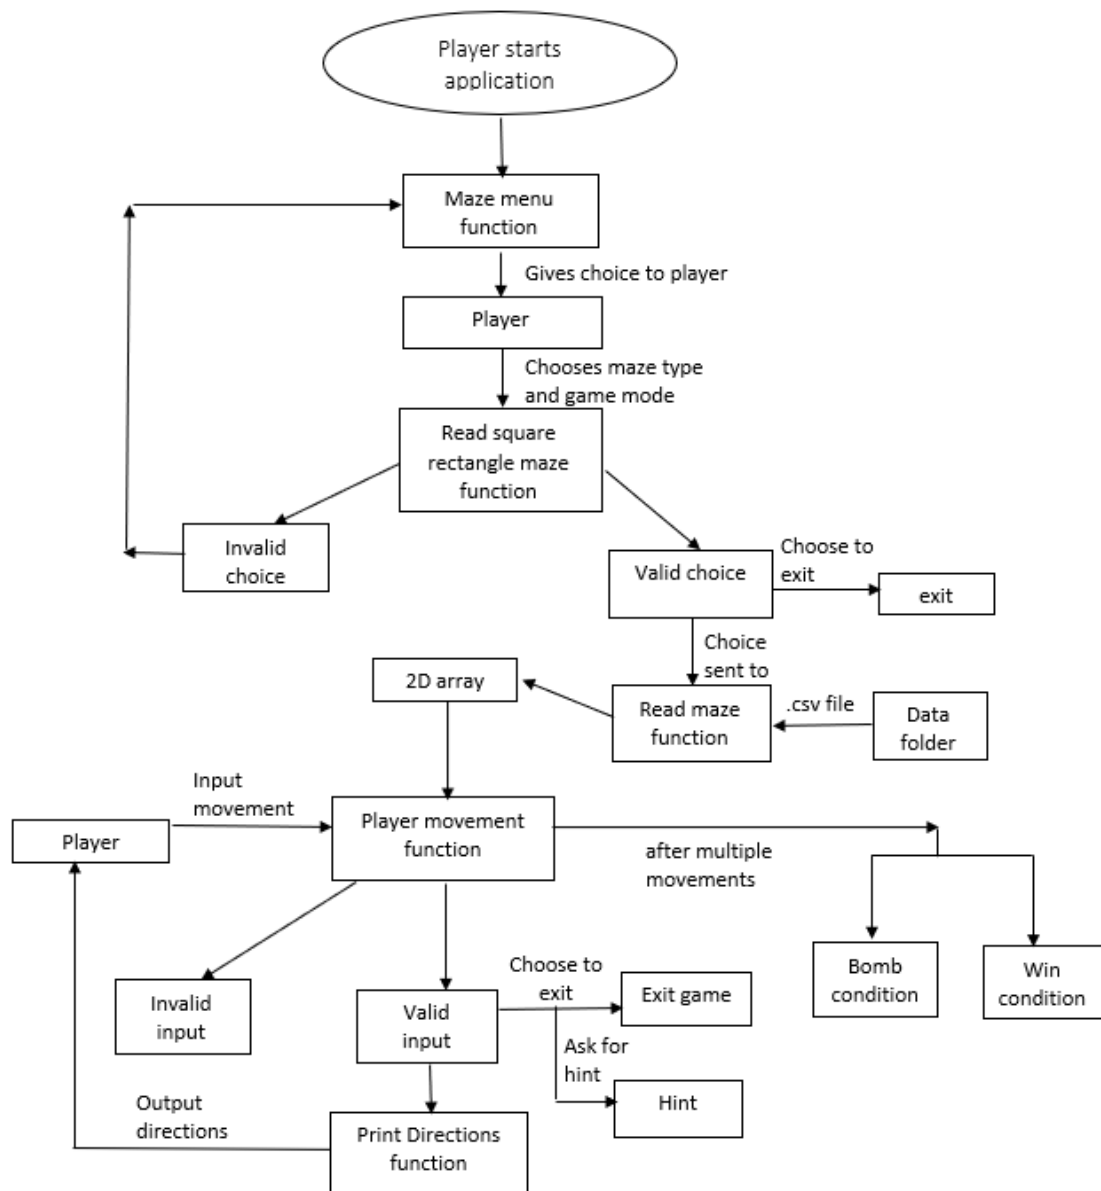 Player starts
application
Maze menu
function
Gives choice to player
Player
Chooses maze type
and game mode
Read square
rectangle maze
function
Invalid
choice
Valid choice
Choose to
exit
exit
Choice
sent to
2D array
Read maze
function
.csv file
Data
folder
Input
movement
Player
Player movement
function
after multiple
movements
Bomb
condition
Win
condition
Invalid
input
Valid
input
Choose to
exit
Exit game
Ask for
hint
Hint
Output
directions
Print Directions
function